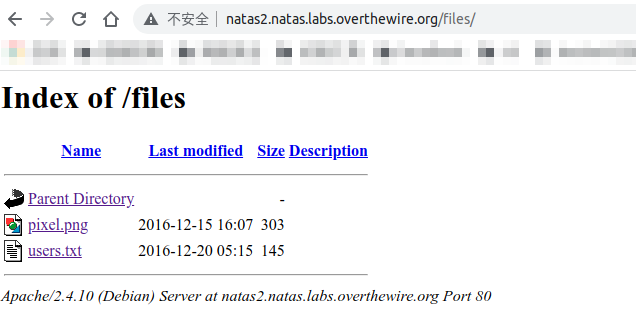 不安全 natas2.natas.labs.overthewire.org/files/
Index of /files
Name Last modified Size Description
Parent Directory -
pixel.png 2016-12-15 16:07 303
users.txt 2016-12-20 05:15 145
Apache/2.4.10 (Debian) Server at natas2.natas.labs.overthewire.org Port 80